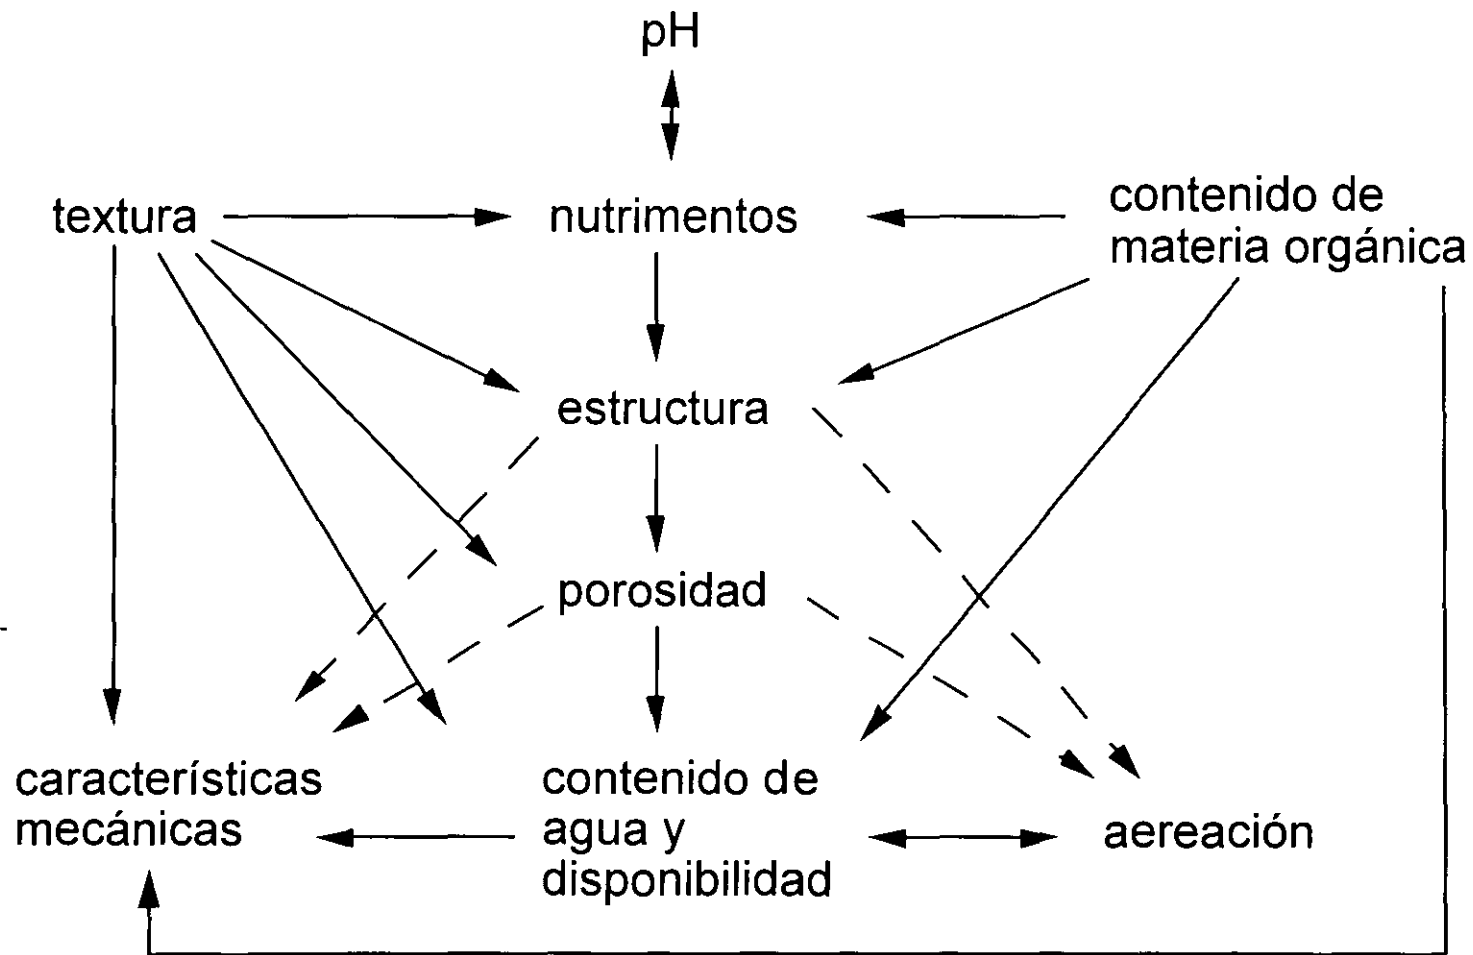 pH
textura
nutrimentos
contenido de
materia orgánica
estructura
porosidad
características
mecánicas
contenido de
agua y
disponibilidad
aereación